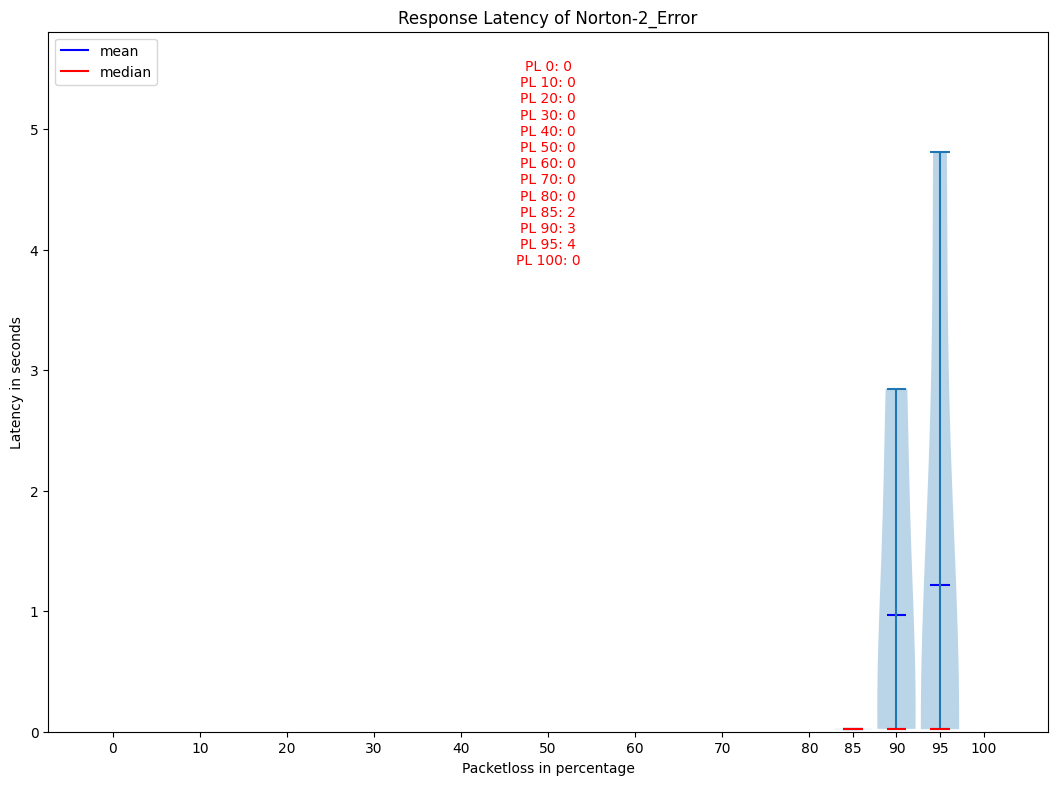 Response Latency of Norton-2_Error
mean
median
PL 0: 0
PL 10: 0
PL 20: 0
PL 30: 0
PL 40: 0
PL 50: 0
PL 60: 0
PL 70: 0
PL 80: 0
PL 85: 2
PL 90: 3
PL 95: 4
PL 100: 0
Latency in seconds
5
4
3
2
1
0
0 10 20 30 40 50 60 70 80 85 90 95 100
Packetloss in percentage